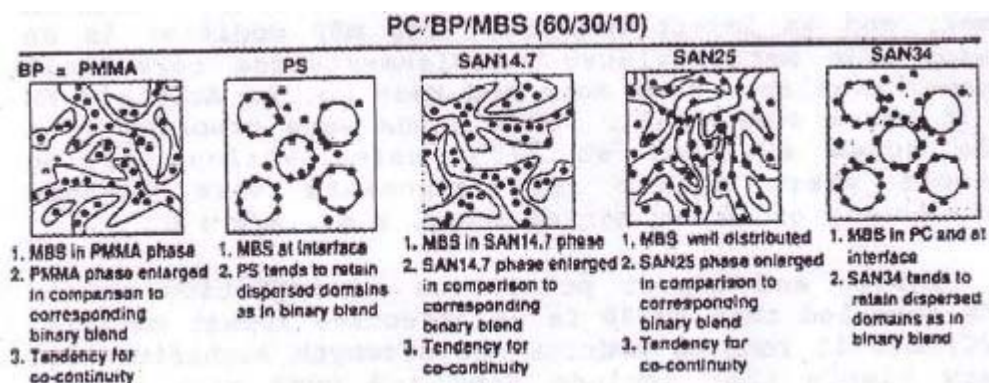 PC/BP/MBS (60/30/10)
BP = PMMA
PS
SAN14.7
SAN25
SAN34
1. MBS in PMMA phase
2. PMMA phase enlarged
in comparison to
corresponding
binary blend
3. Tendency for
co-continuity
1. MBS at interface
2. PS tends to retain
dispersed domains
as in binary blend
1. MBS in SAN14.7 phase
2. SAN14.7 phase enlarged
in comparison to
corresponding
binary blend
3. Tendency for
co-continuity
1. MBS well distributed
2. SAN25 phase enlarged
in comparison to
corresponding
binary blend
3. Tendency for
co-continuity
1. MBS in PC and at
interface
2. SAN34 tends to
retain dispersed
domains as in
binary blend